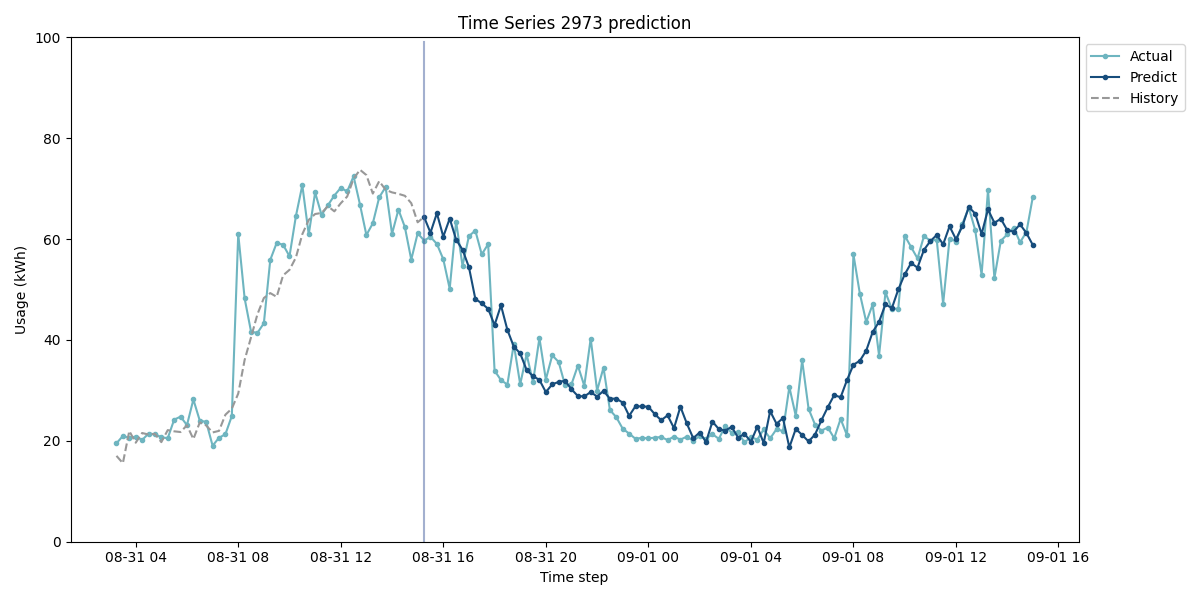 Time Series 2973 prediction
Usage (kWh)
100
80
60
40
20
0
08-31 04
08-31 08
08-31 12
08-31 16
08-31 20
09-01 00
09-01 04
09-01 08
09-01 12
09-01 16
Time step
Actual
Predict
History